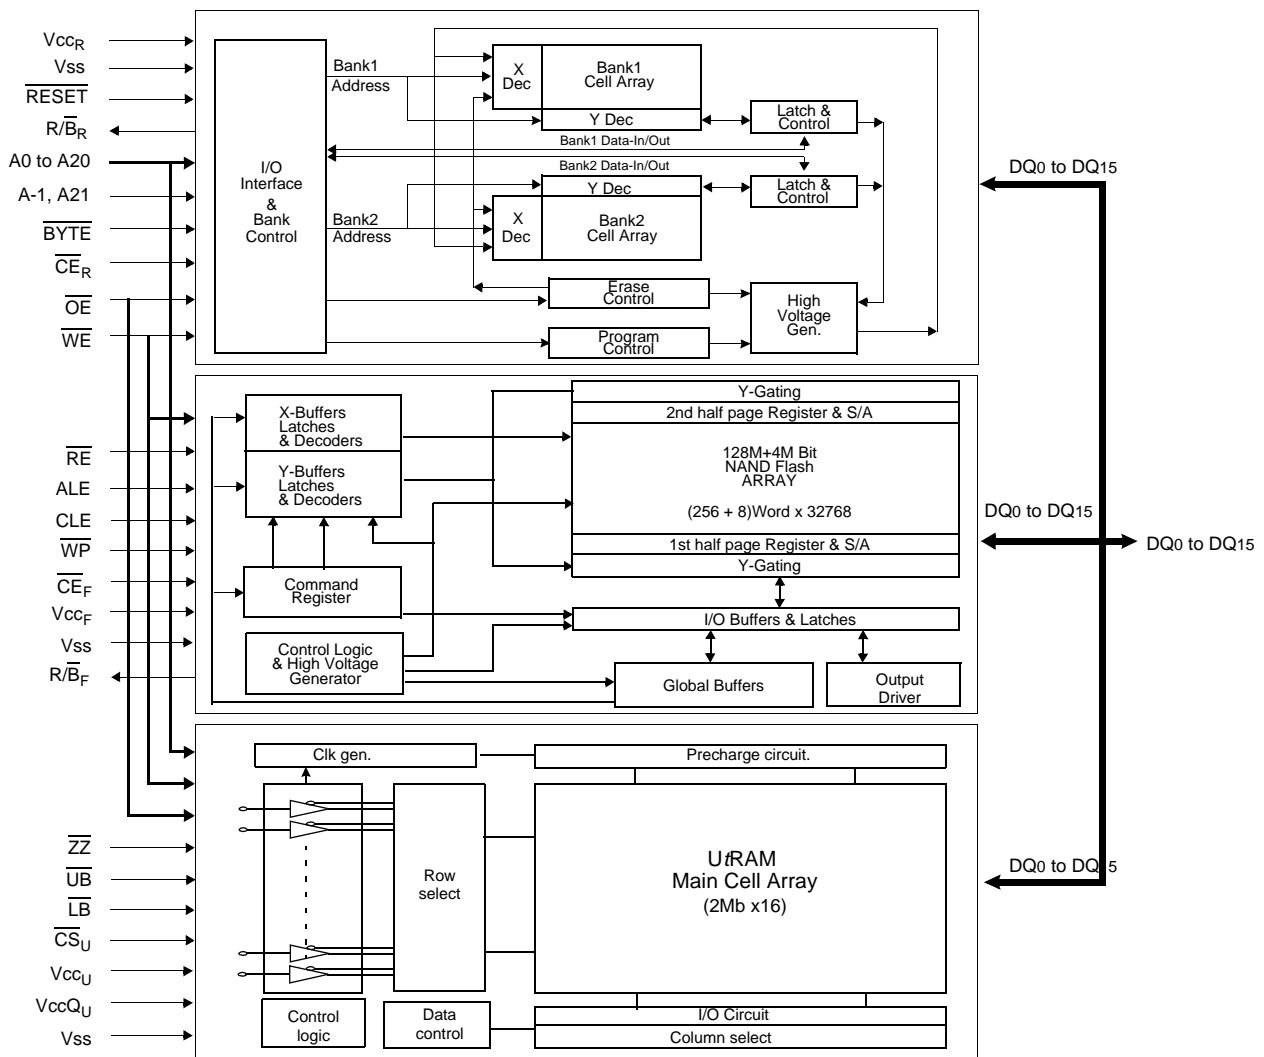 VccR
Vss
RESET
R/BR
A0 to A20
A-1, A21
BYTE
CER
OE
WE
I/O
Interface
&
Bank
Control
Bank1
Address
X
Dec
Bank1
Cell Array
Y Dec
Latch &
Control
Bank1 Data-In/Out
Bank2 Data-In/Out
Y Dec
Latch &
Control
Bank2
Address
X
Dec
Bank2
Cell Array
Erase
Control
Program
Control
High
Voltage
Gen.
DQ0 to DQ15
RE
ALE
CLE
WP
CEF
VccF
Vss
R/BF
X-Buffers
Latches
& Decoders
Y-Buffers
Latches
& Decoders
Command
Register
Control Logic
& High Voltage
Generator
Y-Gating
2nd half page Register & S/A
128M+4M Bit
NAND Flash
ARRAY
(256 + 8)Word x 32768
1st half page Register & S/A
Y-Gating
I/O Buffers & Latches
Global Buffers
Output
Driver
DQ0 to DQ15
DQ0 to DQ15
ZZ
UB
LB
CSU
VccU
VccQU
Vss
Clk gen.
Precharge circuit.
Row
select
UtRAM
Main Cell Array
(2Mb x16)
Control
logic
Data
control
I/O Circuit
Column select
DQ0 to DQ15